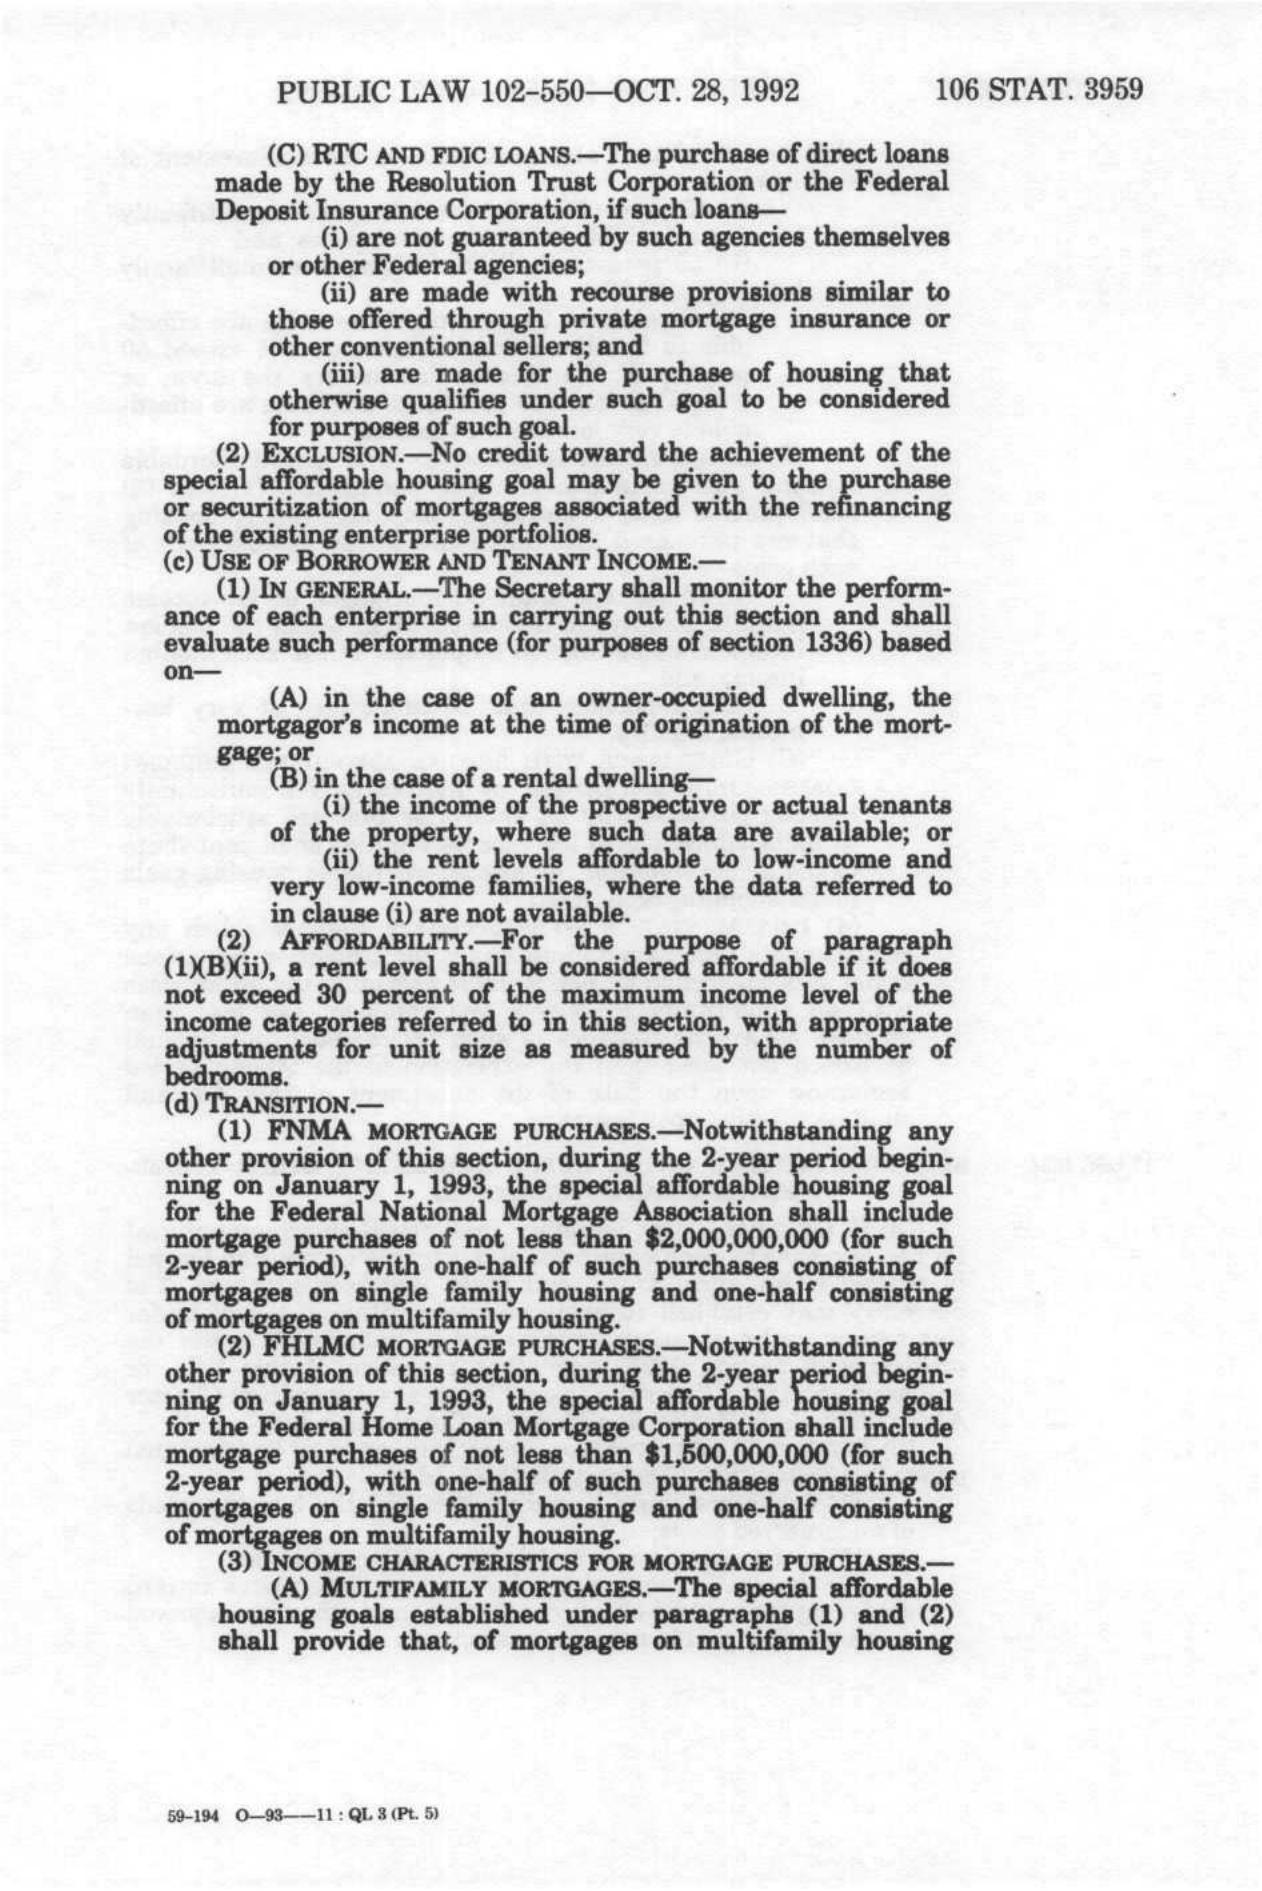 PUBLIC LAW 102-550—OCT. 28, 1992 106 STAT. 3959
(C) RTC AND FDIC LOANS.—The purchase of direct loans
made by the Resolution Trust Corporation or the Federal
Deposit Insurance Corporation, if such loans—
(i) are not guaranteed by such agencies themselves
or other Federal agencies;
(ii) are made with recourse provisions similar to
those offered through private mortgage insurance or
other conventional sellers; and
(iii) are made for the purchase of housing that
otherwise qualifies under such goal to be considered
for purposes of such goal.
(2) EXCLUSION.—No credit toward the achievement of the
special affordable housing goal may be given to the purchase
or securitization of mortgages associated with the refinancing
of the existing enterprise portfolios.
(c) USE OF BORROWER AND TENANT INCOME.—
(1) IN GENERAL.—The Secretary shall monitor the perform-
ance of each enterprise in carrying out this section and shall
evaluate such performance (for purposes of section 1336) based
on—
(A) in the case of an owner-occupied dwelling, the
mortgagor's income at the time of origination of the mort-
gage; or
(B) in the case of a rental dwelling—
(i) the income of the prospective or actual tenants
of the property, where such data are available; or
(ii) the rent levels affordable to low-income and
very low-income families, where the data referred to
in clause (i) are not available.
(2) AFFORDABILITY.—For the purpose of paragraph
(1)(B)(ii), a rent level shall be considered affordable if it does
not exceed 30 percent of the maximum income level of the
income categories referred to in this section, with appropriate
adjustments for unit size as measured by the number of
bedrooms.
(d) TRANSITION.—
(1) FNMA MORTGAGE PURCHASES.—Notwithstanding any
other provision of this section, during the 2-year period begin-
ning on January 1, 1993, the special affordable housing goal
for the Federal National Mortgage Association shall include
mortgage purchases of not less than $2,000,000,000 (for such
2-year period), with one-half of such purchases consisting of
mortgages on single family housing and one-half consisting
of mortgages on multifamily housing.
(2) FHLMC MORTGAGE PURCHASES.—Notwithstanding any
other provision of this section, during the 2-year period begin-
ning on January 1, 1993, the special affordable housing goal
for the Federal Home Loan Mortgage Corporation shall include
mortgage purchases of not less than $1,500,000,000 (for such
2-year period), with one-half of such purchases consisting of
mortgages on single family housing and one-half consisting
of mortgages on multifamily housing.
(3) INCOME CHARACTERISTICS FOR MORTGAGE PURCHASES.—
(A) MULTIFAMILY MORTGAGES.—The special affordable
housing goals established under paragraphs (1) and (2)
shall provide that, of mortgages on multifamily housing
59-194 O—93——11 : QL 3 (Pt. 5)